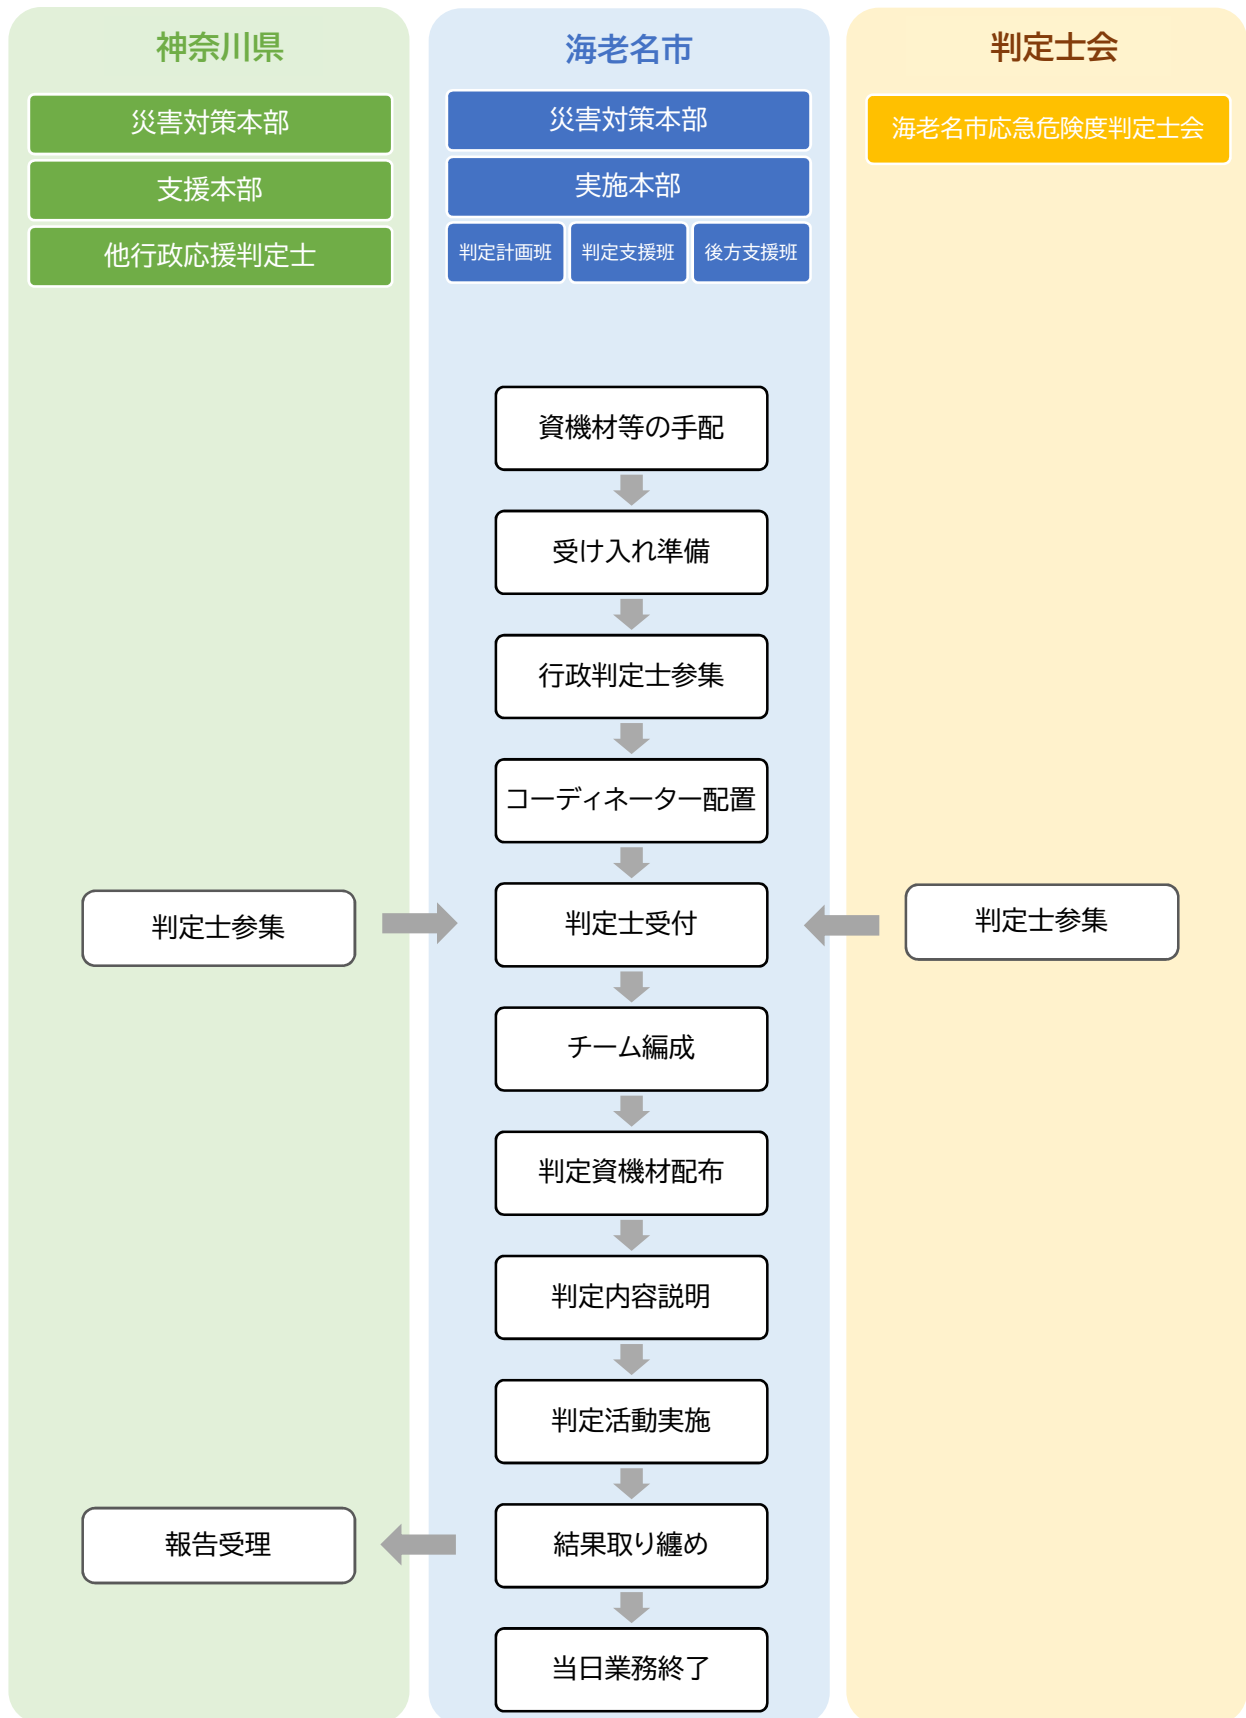 神奈川県
災害対策本部
支援本部
他行政応援判定士
海老名市
災害対策本部
実施本部
判定計画班
判定支援班
後方支援班
判定士会
海老名市応急危険度判定士会
資機材等の手配
受け入れ準備
行政判定士参集
コーディネーター配置
判定士参集
判定士受付
判定士参集
チーム編成
判定資機材配布
判定内容説明
判定活動実施
報告受理
結果取り纏め
当日業務終了